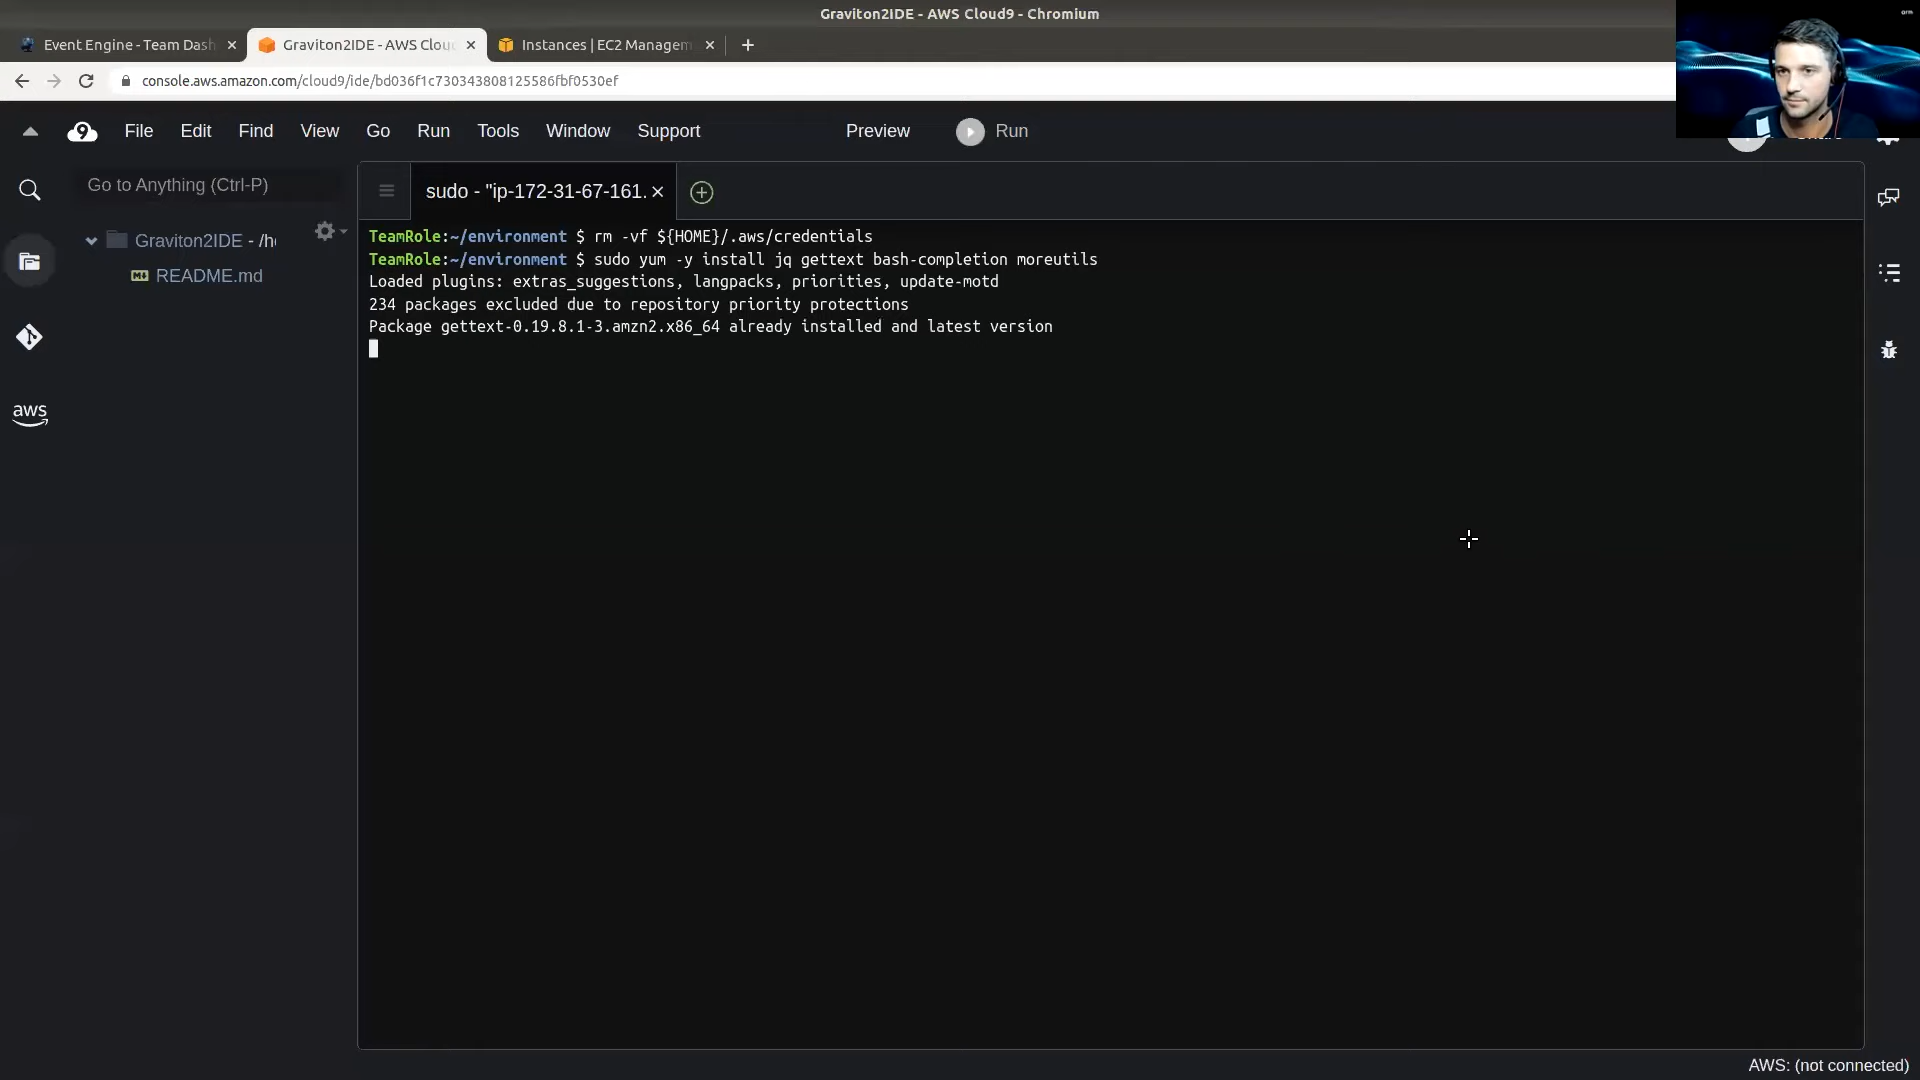 Graviton2IDE - AWS Cloud9 - Chromium
Event Engine - Team Dash
Graviton2IDE - AWS Clou
Instances | EC2 Managem
console.aws.amazon.com/cloud9/ide/bd036f1c730343808125586fbf0530ef
9 File Edit Find View Go Run Tools Window Support Preview Run
Go to Anything (Ctrl-P)
sudo - "ip-172-31-67-161.
Graviton2IDE - /h
README.md
aws
TeamRole:~/environment $ rm -vf ${HOME}/.aws/credentials
TeamRole:~/environment $ sudo yum -y install jq gettext bash-completion moreutils
Loaded plugins: extras_suggestions, langpacks, priorities, update-motd
234 packages excluded due to repository priority protections
Package gettext-0.19.8.1-3.amzn2.x86_64 already installed and latest version
AWS: (not connected)